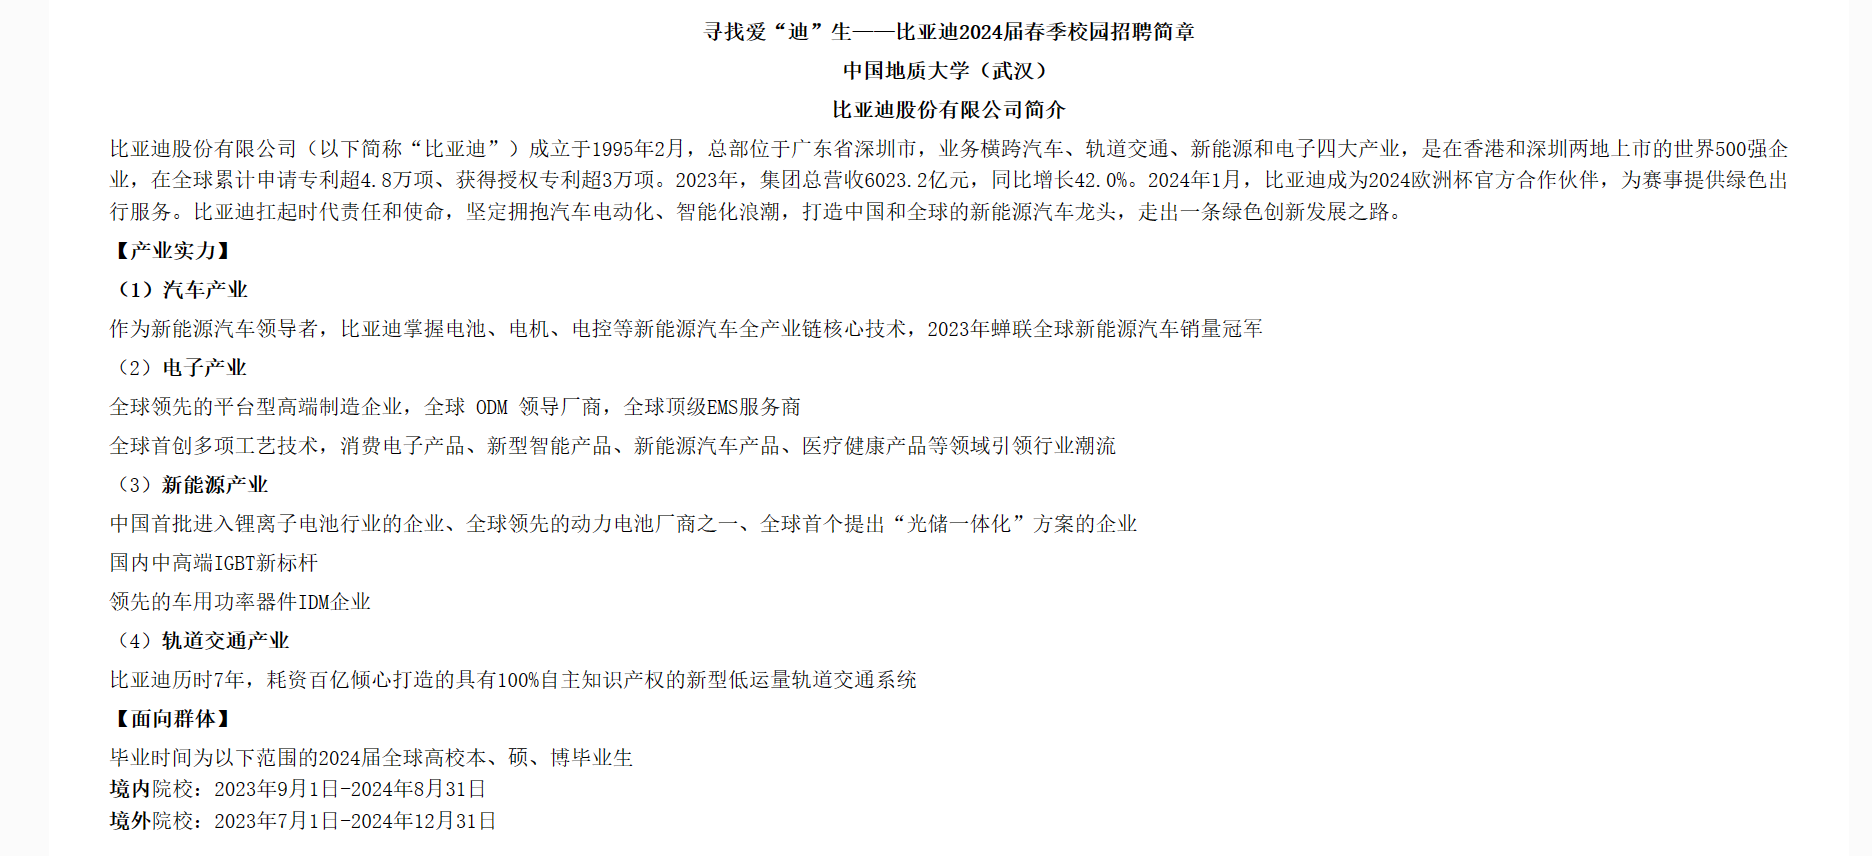 寻找爱“迪”生——比亚迪2024届春季校园招聘简章
中国地质大学（武汉）
比亚迪股份有限公司简介
比亚迪股份有限公司（以下简称“比亚迪”）成立于1995年2月，总部位于广东省深圳市，业务横跨汽车、轨道交通、新能源和电子四大产业，是在香港和深圳两地上市的世界500强企
业，在全球累计申请专利超4.8万项、获得授权专利超3万项。2023年，集团总营收6023.2亿元，同比增长42.0%。2024年1月，比亚迪成为2024欧洲杯官方合作伙伴，为赛事提供绿色出
行服务。比亚迪扛起时代责任和使命，坚定拥抱汽车电动化、智能化浪潮，打造中国和全球的新能源汽车龙头，走出一条绿色创新发展之路。
【产业实力】
（1）汽车产业
作为新能源汽车领导者，比亚迪掌握电池、电机、电控等新能源汽车全产业链核心技术，2023年蝉联全球新能源汽车销量冠军
（2）电子产业
全球领先的平台型高端制造企业，全球 ODM 领导厂商，全球顶级EMS服务商
全球首创多项工艺技术，消费电子产品、新型智能产品、新能源汽车产品、医疗健康产品等领域引领行业潮流
（3）新能源产业
中国首批进入锂离子电池行业的企业、全球领先的动力电池厂商之一、全球首个提出“光储一体化”方案的企业
国内中高端IGBT新标杆
领先的车用功率器件IDM企业
（4）轨道交通产业
比亚迪历时7年，耗资百亿倾心打造的具有100%自主知识产权的新型低运量轨道交通系统
【面向群体】
毕业时间为以下范围的2024届全球高校本、硕、博毕业生
境内院校：2023年9月1日-2024年8月31日
境外院校：2023年7月1日-2024年12月31日